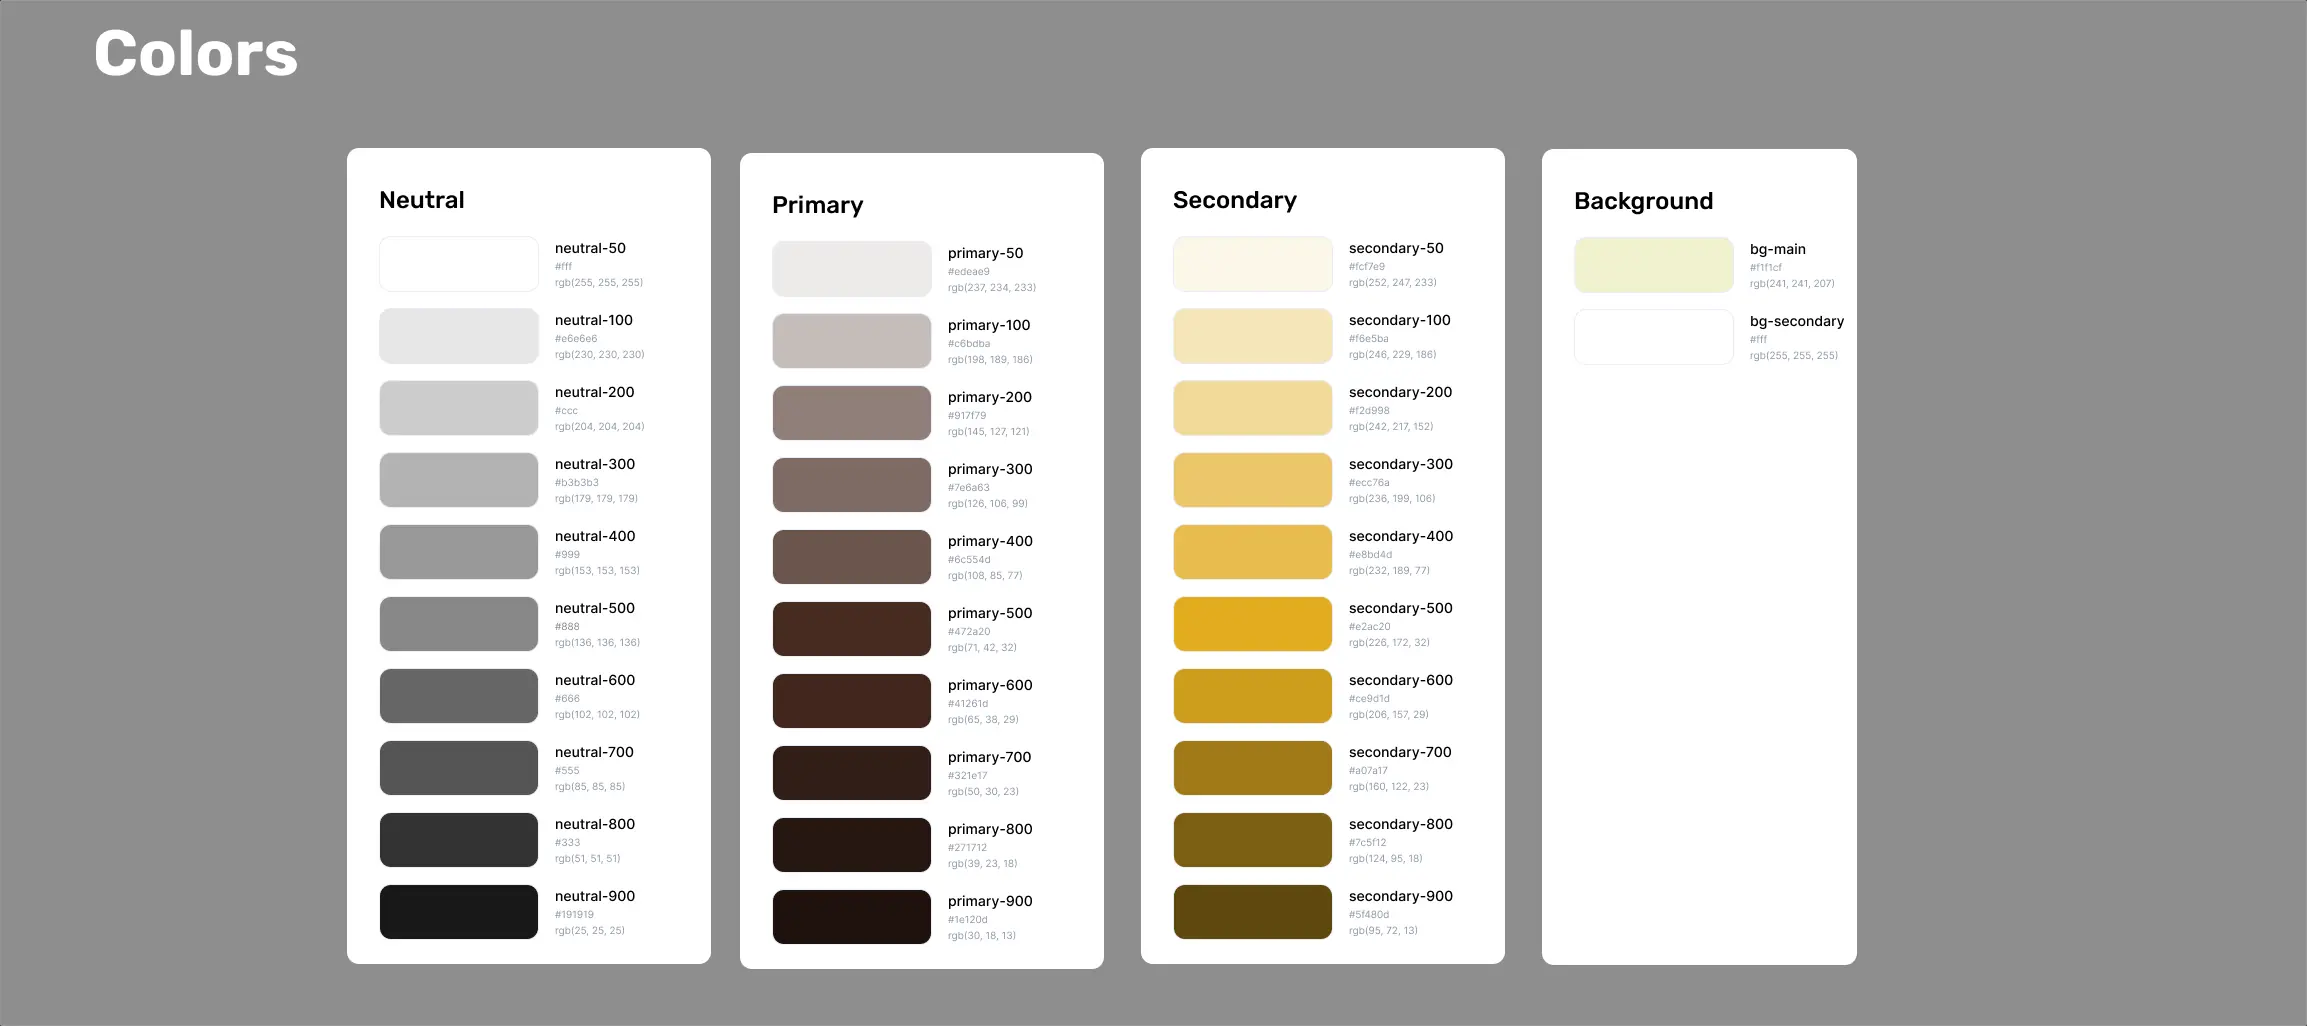 Colors
Neutral
neutral-50
#fff
rgb(255, 255, 255)
neutral-100
#e6e6e6
rgb(230, 230, 230)
neutral-200
#ccc
rgb(204, 204, 204)
neutral-300
#b3b3b3
rgb(179, 179, 179)
neutral-400
#999
rgb(153, 153, 153)
neutral-500
#888
rgb(136, 136, 136)
neutral-600
#666
rgb(102, 102, 102)
neutral-700
#555
rgb(85, 85, 85)
neutral-800
#333
rgb(51, 51, 51)
neutral-900
#191919
rgb(25, 25, 25)
Primary
primary-50
#edeae9
rgb(237, 234, 233)
primary-100
#c6bdba
rgb(198, 189, 186)
primary-200
#917f79
rgb(145, 127, 121)
primary-300
#7e6a63
rgb(126, 106, 99)
primary-400
#6c554d
rgb(108, 85, 77)
primary-500
#472a20
rgb(71, 42, 32)
primary-600
#41261d
rgb(65, 38, 29)
primary-700
#321e17
rgb(50, 30, 23)
primary-800
#271712
rgb(39, 23, 18)
primary-900
#1e120d
rgb(30, 18, 13)
Secondary
secondary-50
#fcf7e9
rgb(252, 247, 233)
secondary-100
#f6e5ba
rgb(246, 229, 186)
secondary-200
#f2d998
rgb(242, 217, 152)
secondary-300
#ecc76a
rgb(236, 199, 106)
secondary-400
#e8bd4d
rgb(232, 189, 77)
secondary-500
#e2ac20
rgb(226, 172, 32)
secondary-600
#ce9d1d
rgb(206, 157, 29)
secondary-700
#a07a17
rgb(160, 122, 23)
secondary-800
#7c5f12
rgb(124, 95, 18)
secondary-900
#5f480d
rgb(95, 72, 13)
Background
bg-main
#f1f1cf
rgb(241, 241, 207)
bg-secondary
#fff
rgb(255, 255, 255)